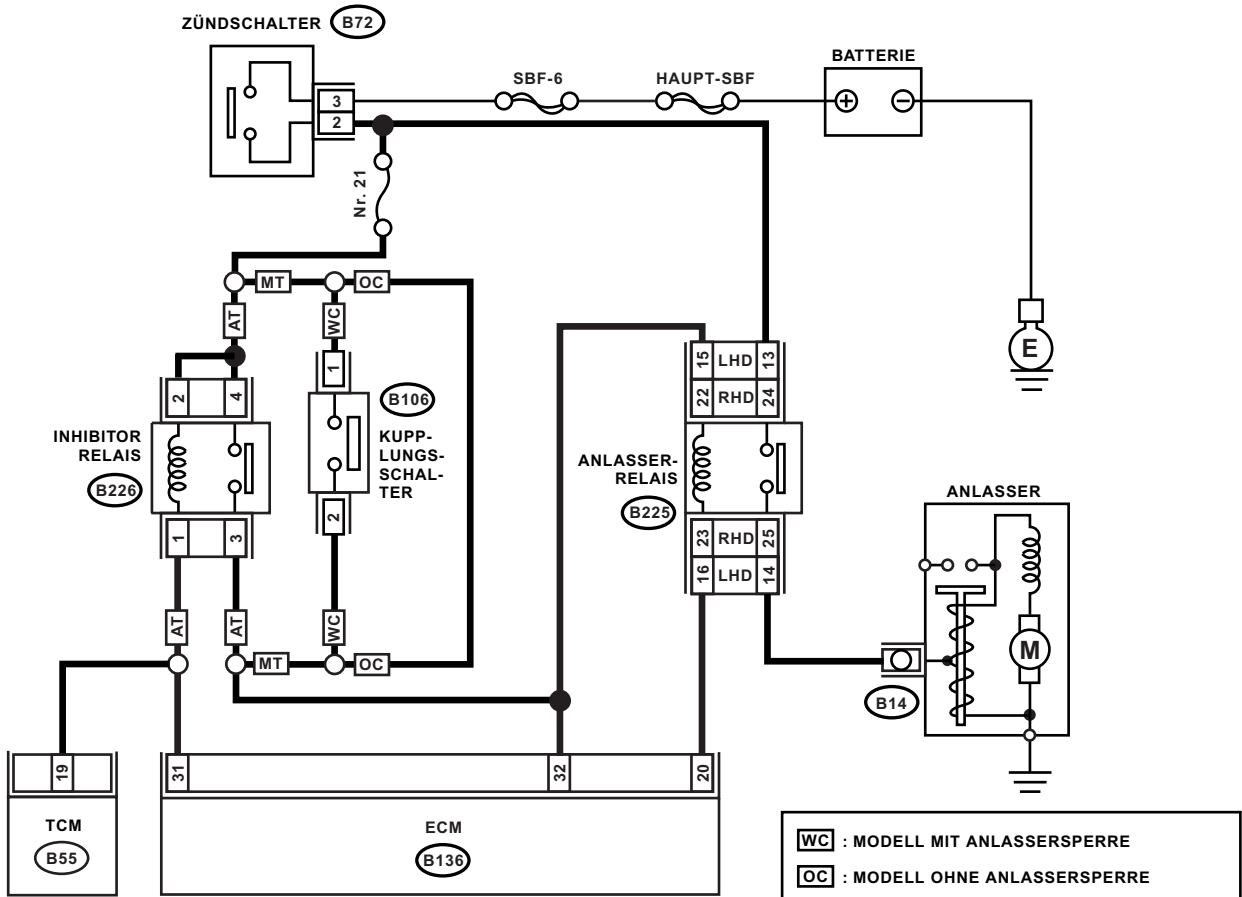 ZÜNDSCHALTER B72
BATTERIE
SBF-6
HAUPT-SBF
3
2
+
−
Nr. 21
MT
OC
AT
WC
E
15 LHD 13
22 RHD 24
1
2 4
B106
KUPP-
LUNGS-
SCHAL-
TER
INHIBITOR
RELAIS
B226
ANLASSER-
RELAIS
B225
ANLASSER
2
1 3
23 RHD 25
16 LHD 14
AT
AT
WC
MT
OC
M
B14
19
31
32
20
TCM
B55
ECM
B136
WC : MODELL MIT ANLASSERSPERRE
OC : MODELL OHNE ANLASSERSPERRE